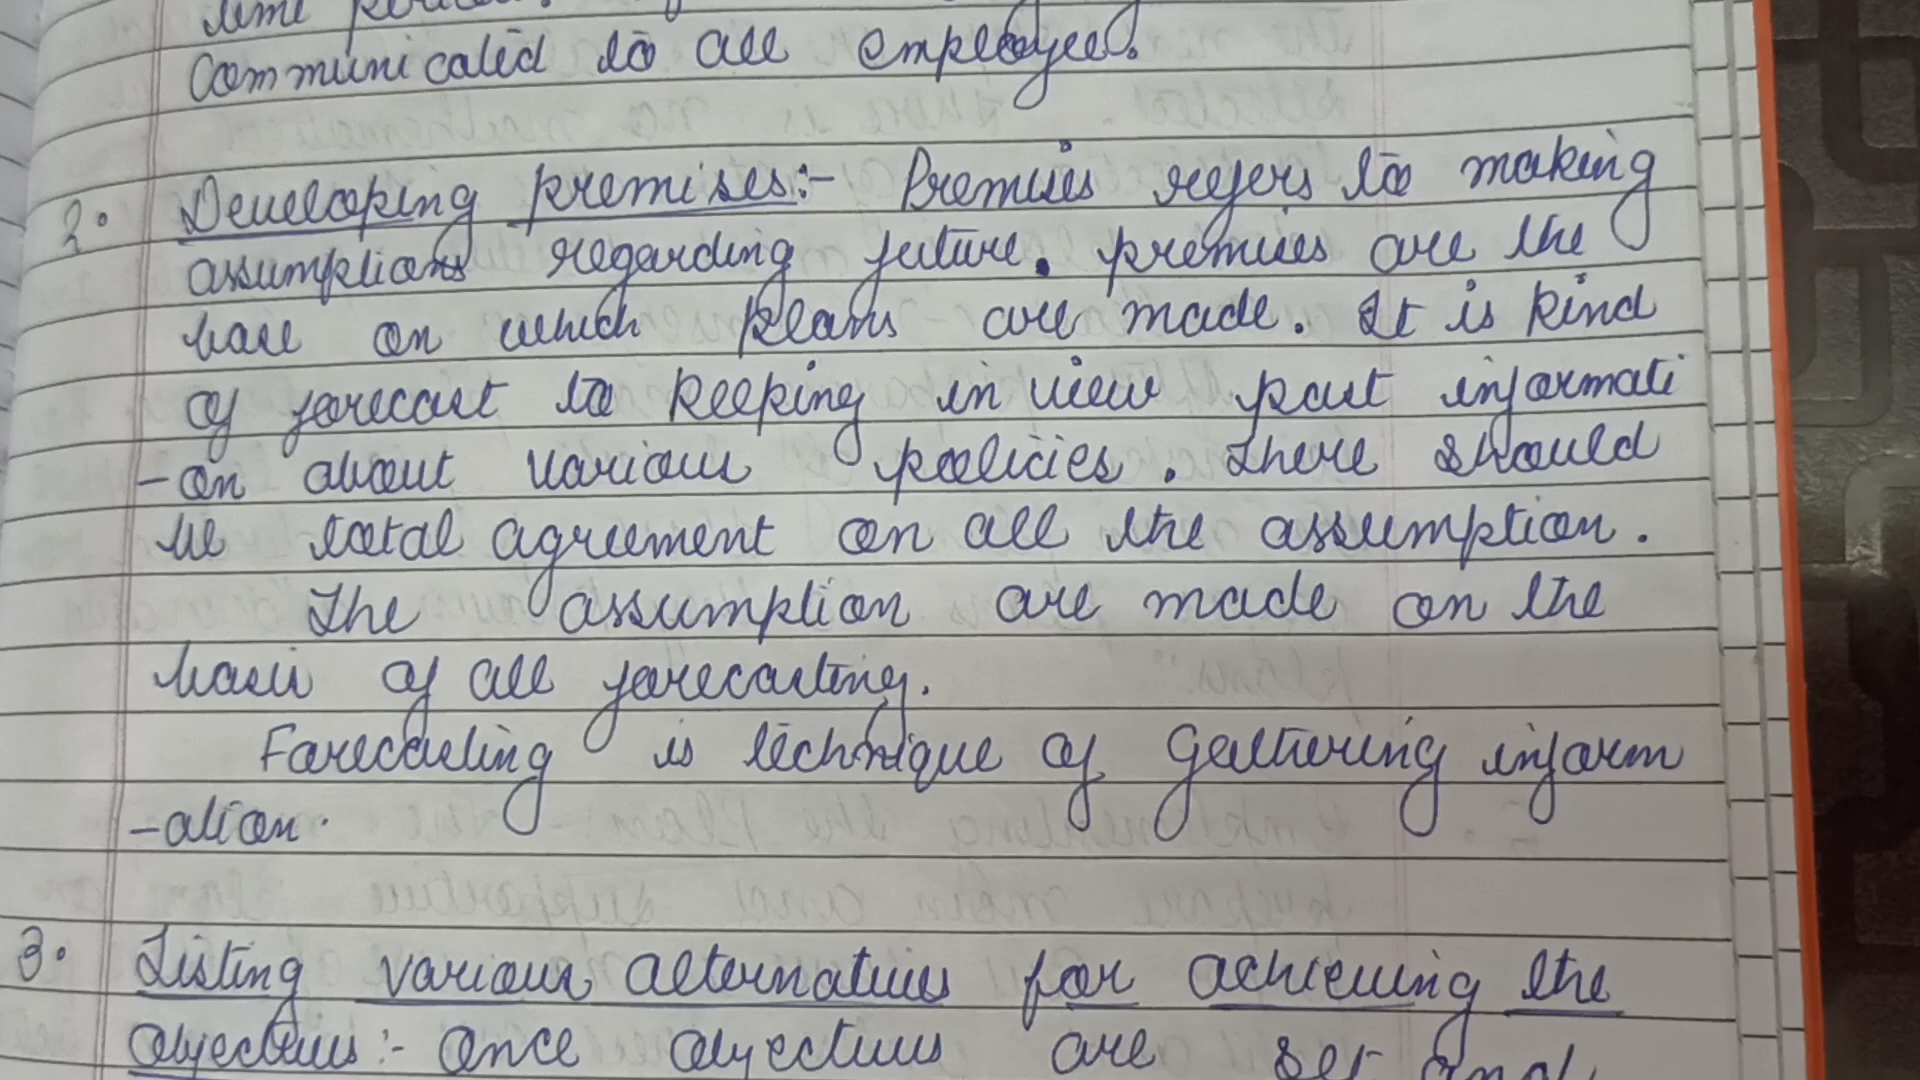 time
Communicated to all employees.
2. Developing premises:- Premises refers to making
assumptions regarding future. premises are the
base on which plans are made. It is kind
of forecast to keeping in view past informati
-on about various policies. There should
be total agreement on all the assumption.
The assumption are made on the
basis of all forecasting.
Forecasting is technique of Gathering inform
-ation.
3. Listing various alternatives for achieving the
objectives:- Once objectives are set and